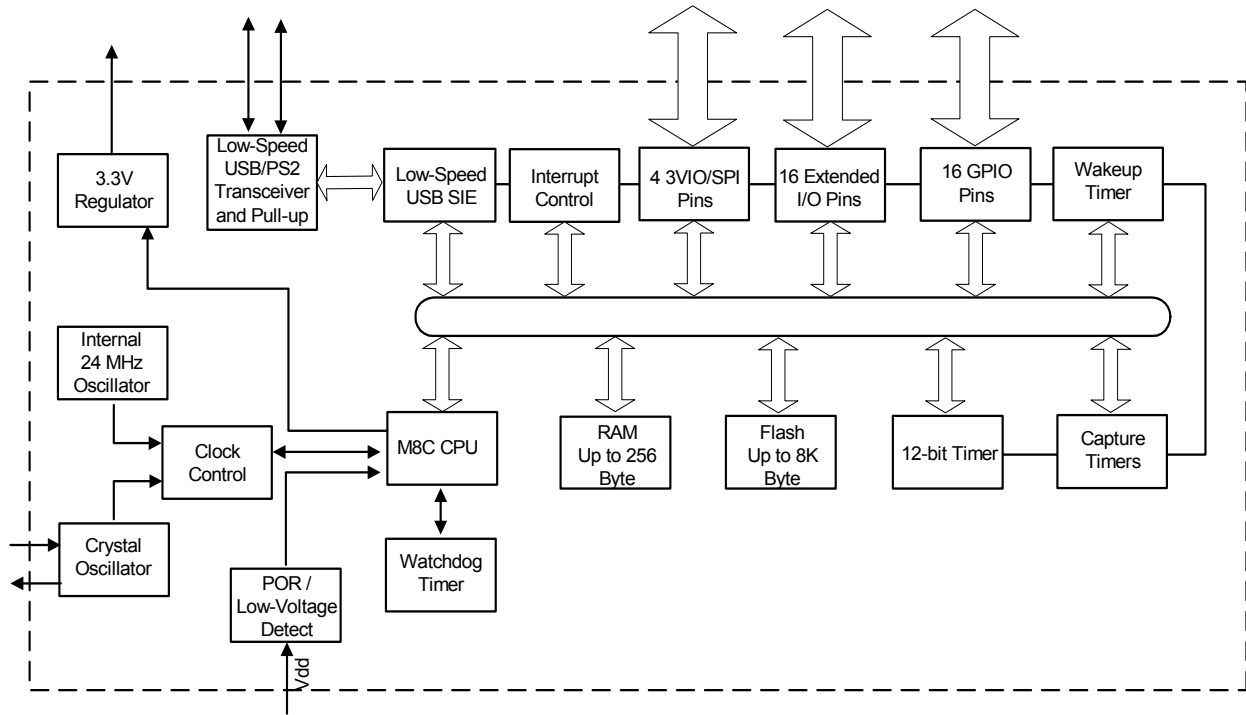 3.3V
Regulator
Low-Speed
USB/PS2
Transceiver
and Pull-up
Low-Speed
USB SIE
Interrupt
Control
4 3VIO/SPI
Pins
16 Extended
I/O Pins
16 GPIO
Pins
Wakeup
Timer
Internal
24 MHz
Oscillator
Clock
Control
Crystal
Oscillator
POR /
Low-Voltage
Detect
Vdd
M8C CPU
Watchdog
Timer
RAM
Up to 256
Byte
Flash
Up to 8K
Byte
12-bit Timer
Capture
Timers